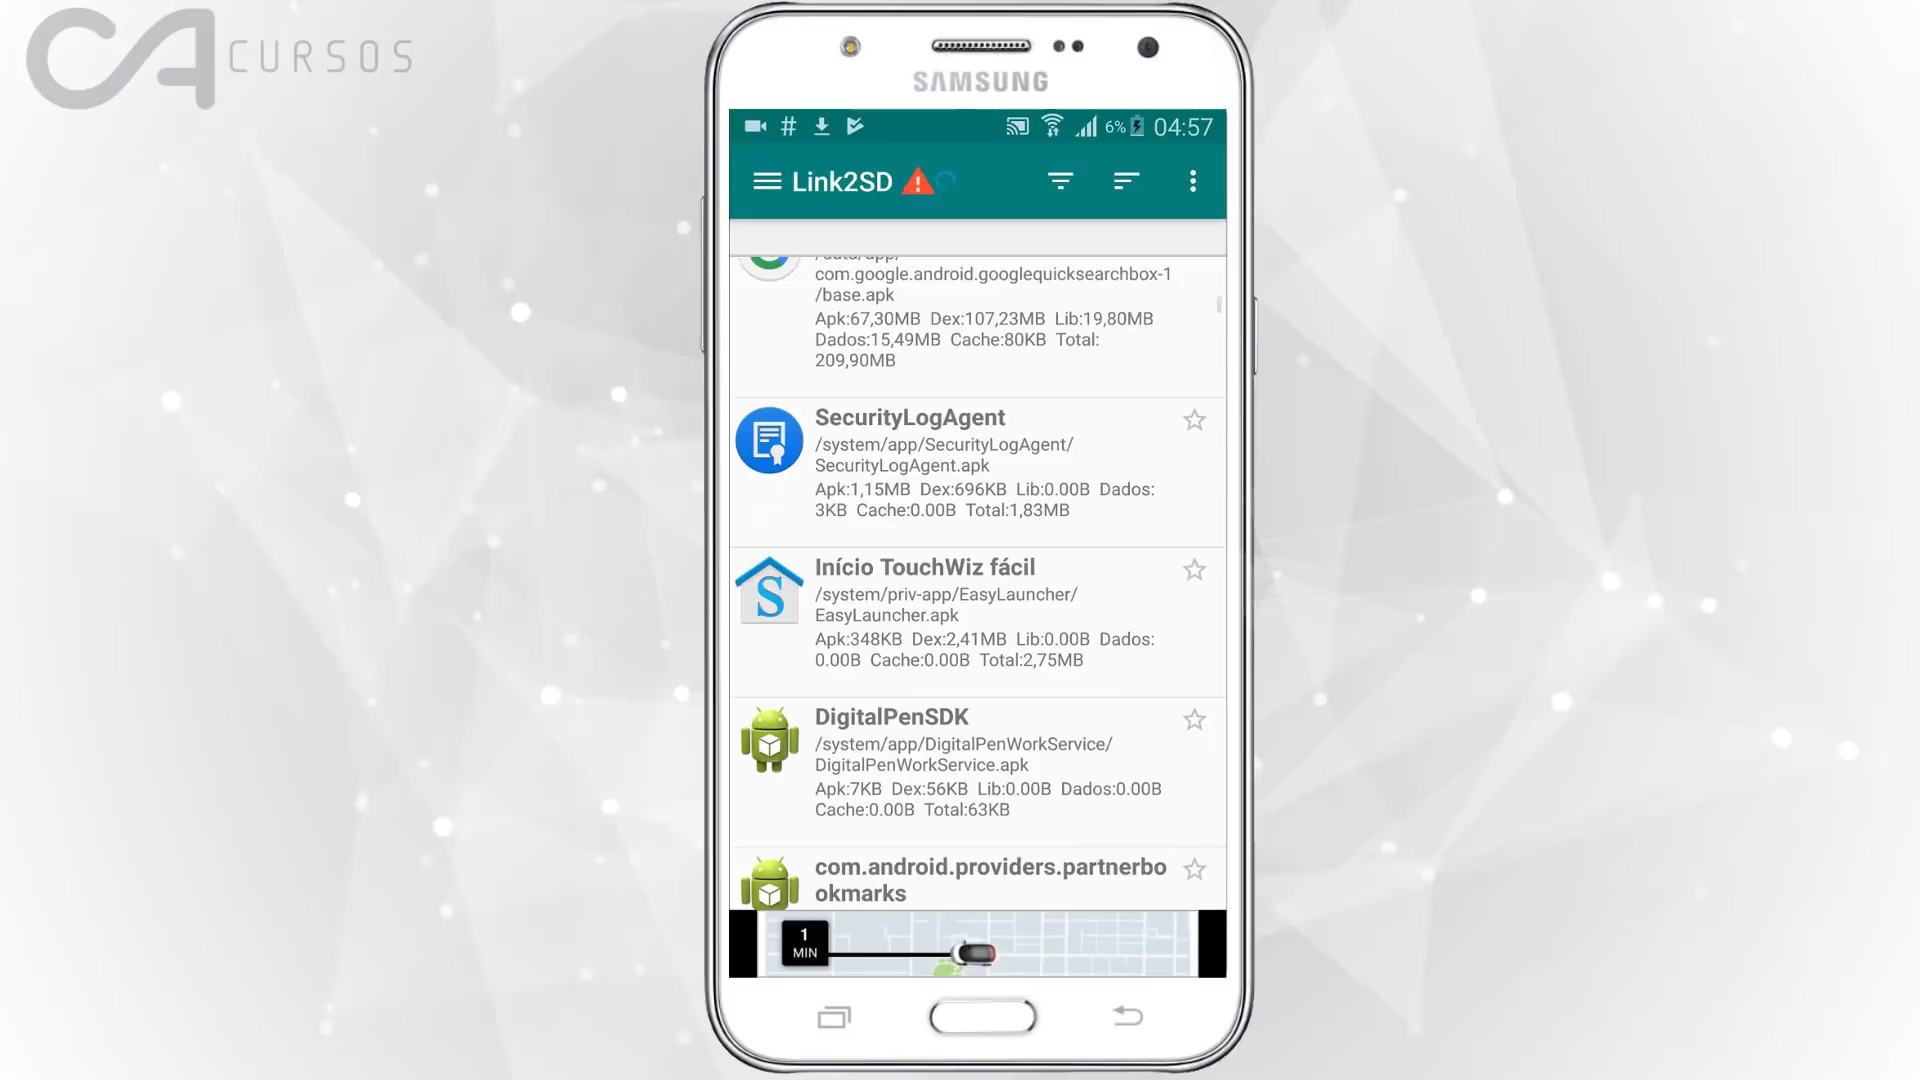 CA CURSOS
SAMSUNG
# 6% 04:57
Link2SD
com.google.android.googlequicksearchbox-1
/base.apk
Apk:67,30MB Dex:107,23MB Lib:19,80MB
Dados:15,49MB Cache:80KB Total:
209,90MB
SecurityLogAgent
/system/app/SecurityLogAgent/
SecurityLogAgent.apk
Apk:1,15MB Dex:696KB Lib:0.00B Dados:
3KB Cache:0.00B Total:1,83MB
Início TouchWiz fácil
/system/priv-app/EasyLauncher/
EasyLauncher.apk
Apk:348KB Dex:2,41MB Lib:0.00B Dados:
0.00B Cache:0.00B Total:2,75MB
DigitalPenSDK
/system/app/DigitalPenWorkService/
DigitalPenWorkService.apk
Apk:7KB Dex:56KB Lib:0.00B Dados:0.00B
Cache:0.00B Total:63KB
com.android.providers.partnerbo
okmarks
1
MIN